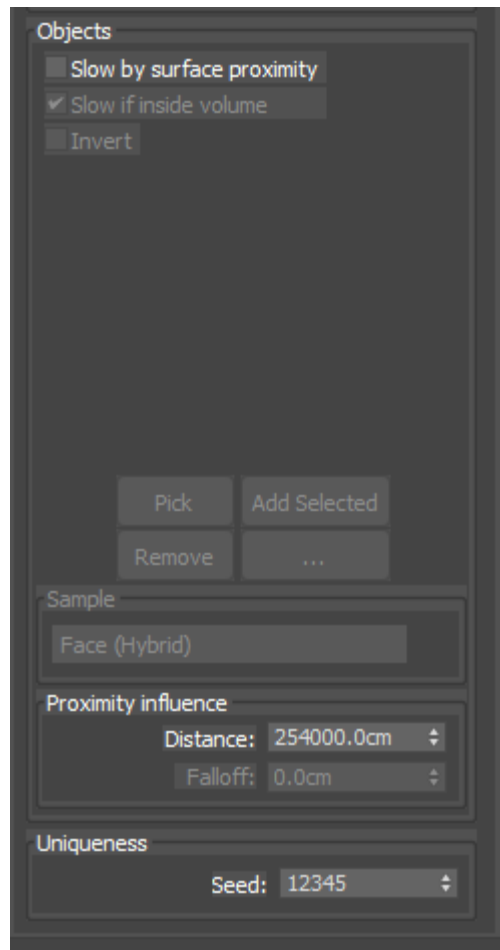 Objects
Slow by surface proximity
Slow if inside volume
Invert
Pick Add Selected
Remove ...
Sample
Face (Hybrid)
Proximity influence
Distance: 254000.0cm
Falloff: 0.0cm
Uniqueness
Seed: 12345